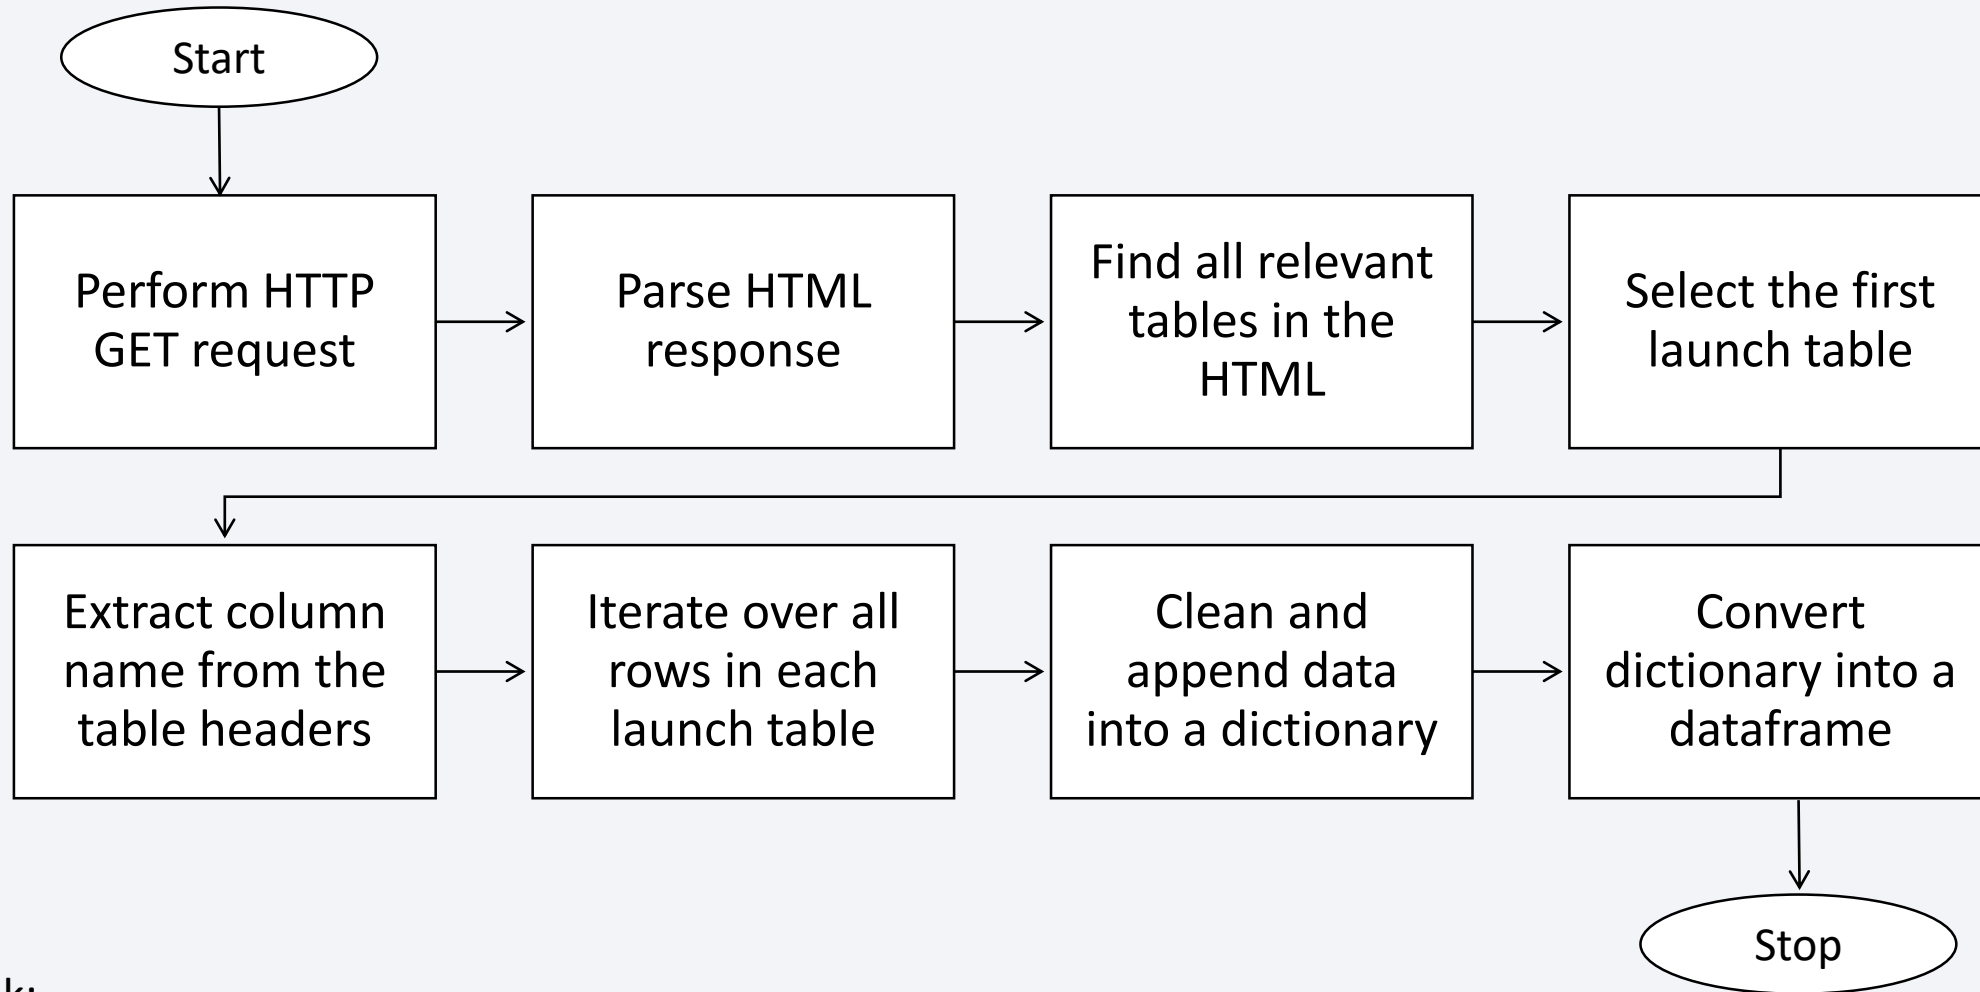 Start
Perform HTTP
GET request
Parse HTML
response
Find all relevant
tables in the
HTML
Select the first
launch table
Extract column
name from the
table headers
Iterate over all
rows in each
launch table
Clean and
append data
into a dictionary
Convert
dictionary into a
dataframe
Stop
k: